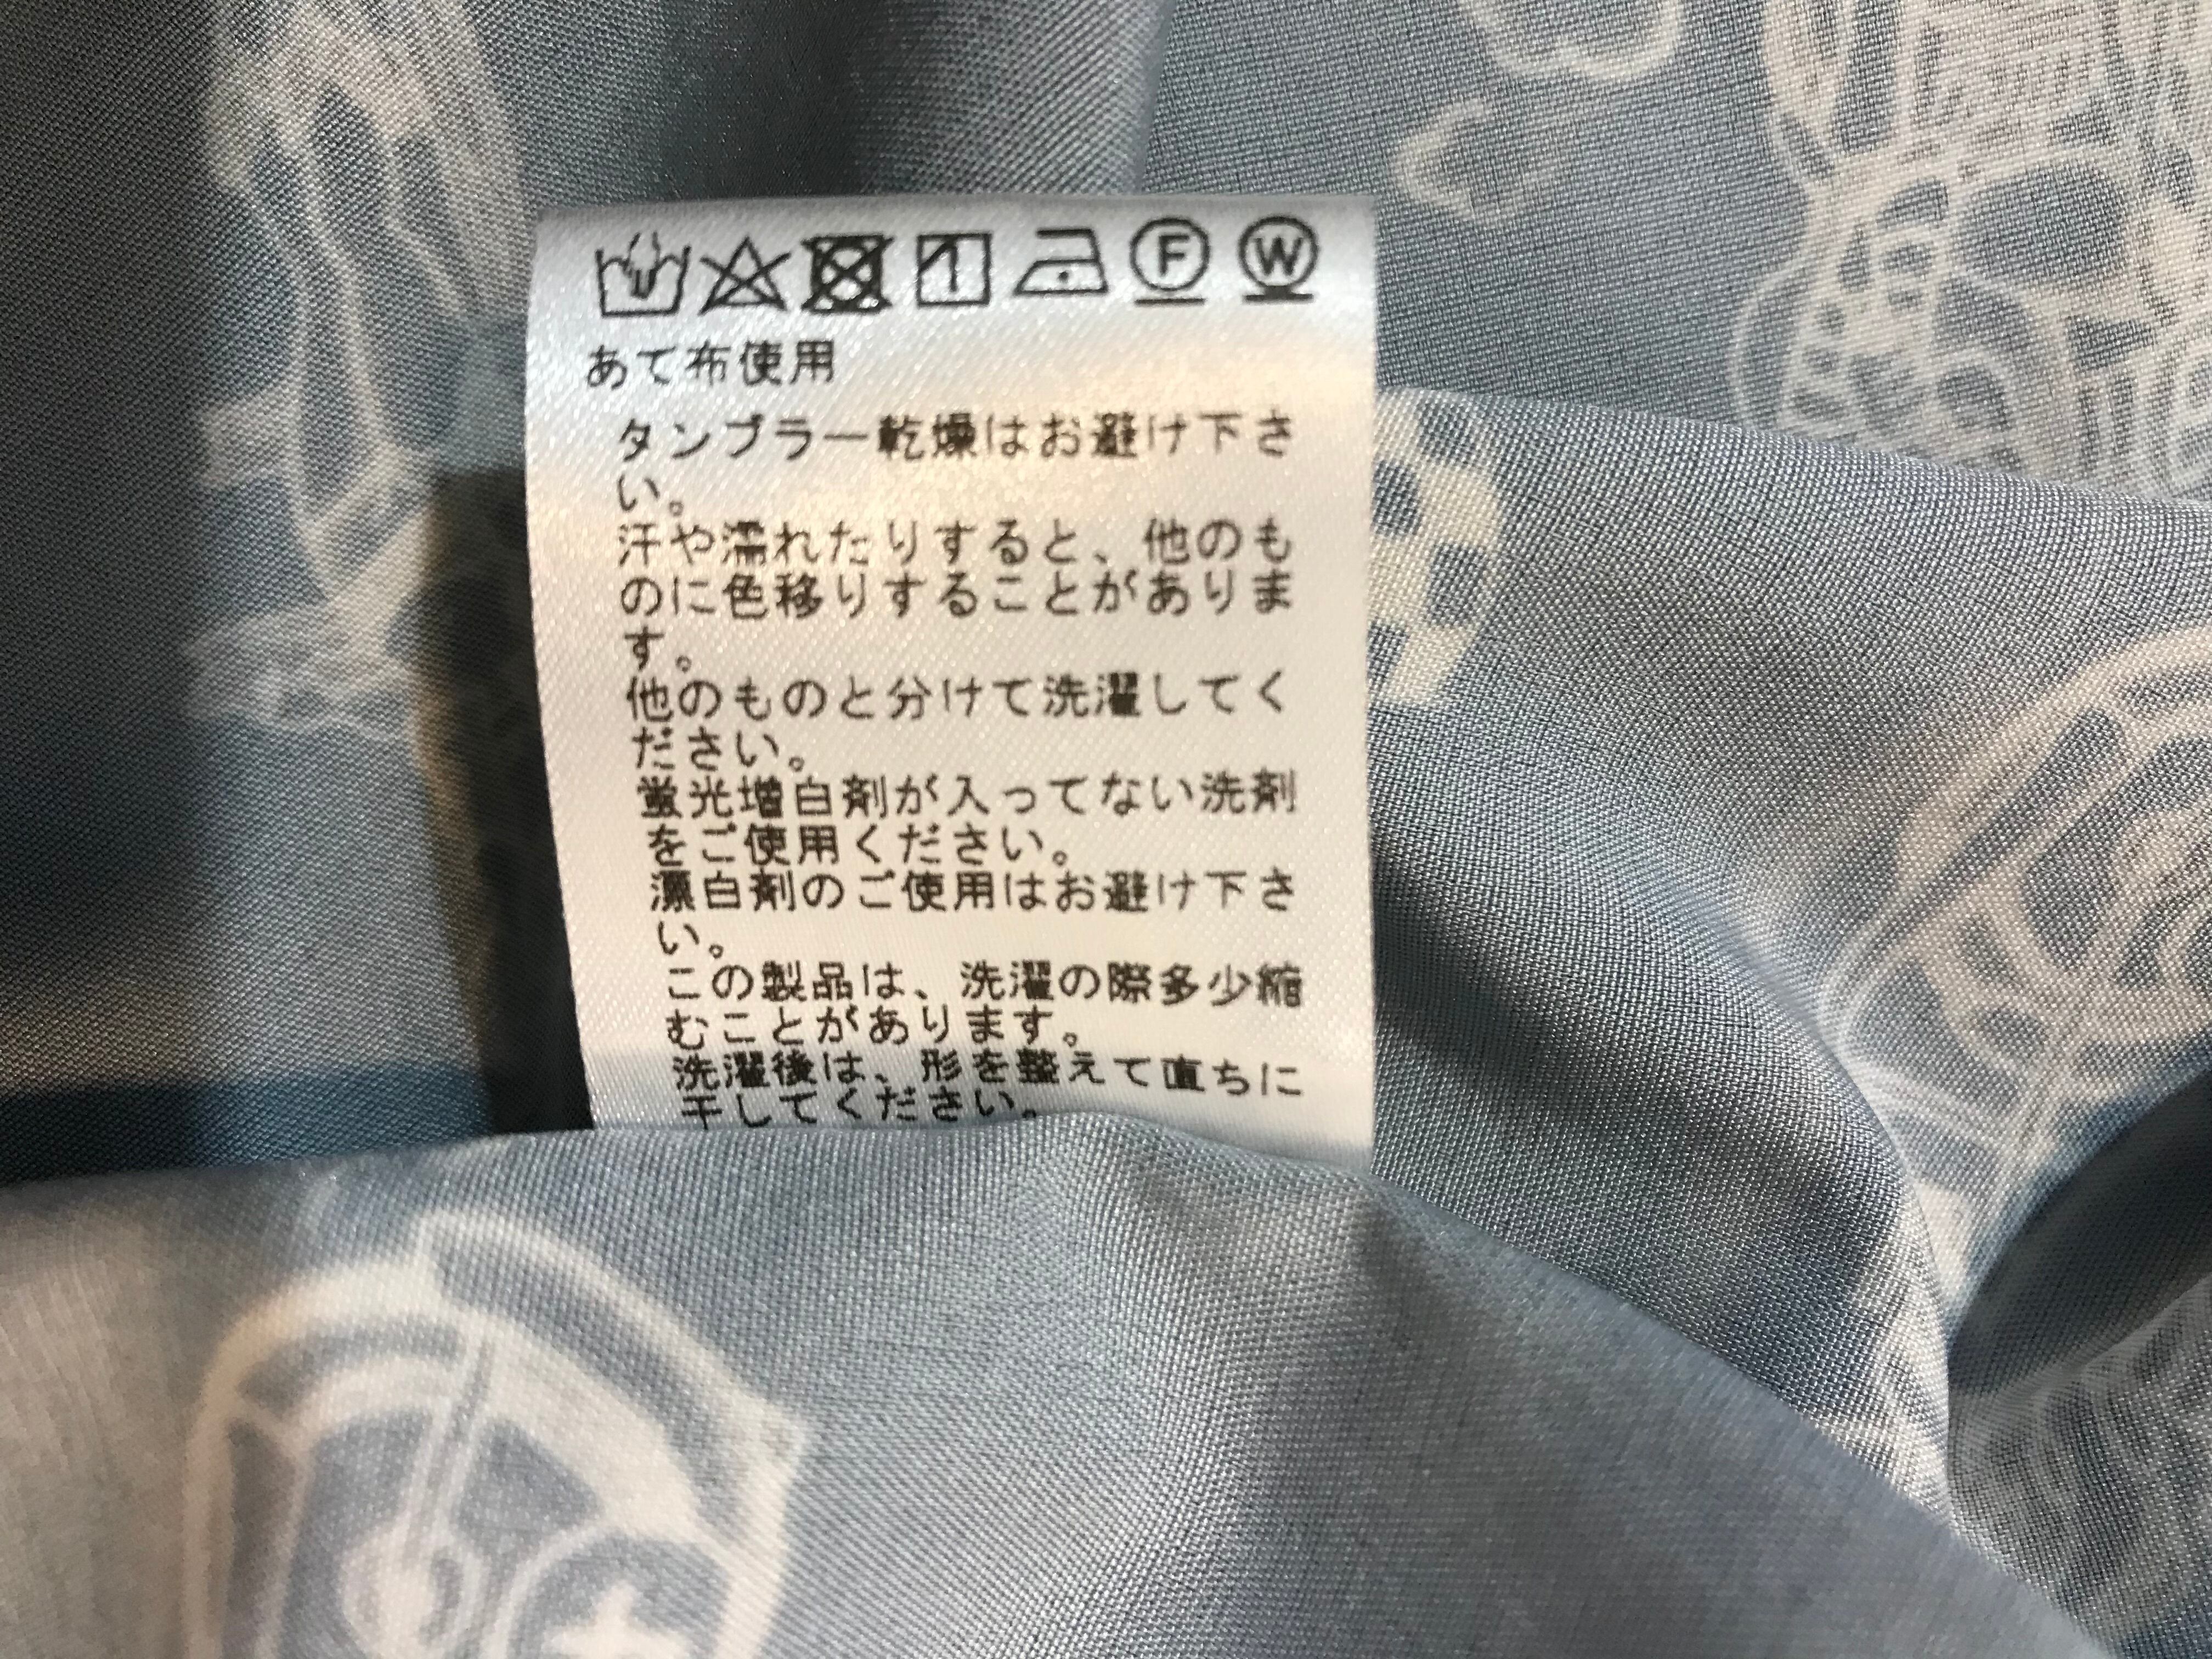 F W
あて布使用
タンブラー乾燥はお避け下さ
い。
汗や濡れたりすると、他のも
のに色移りすることがありま
す。
他のものと分けて洗濯してく
ださい。
蛍光増白剤が入ってない洗剤
をご使用ください。
漂白剤のご使用はお避け下さ
い。
この製品は、洗濯の際多少縮
むことがあります。
洗濯後は、形を整えて直ちに
干してください。